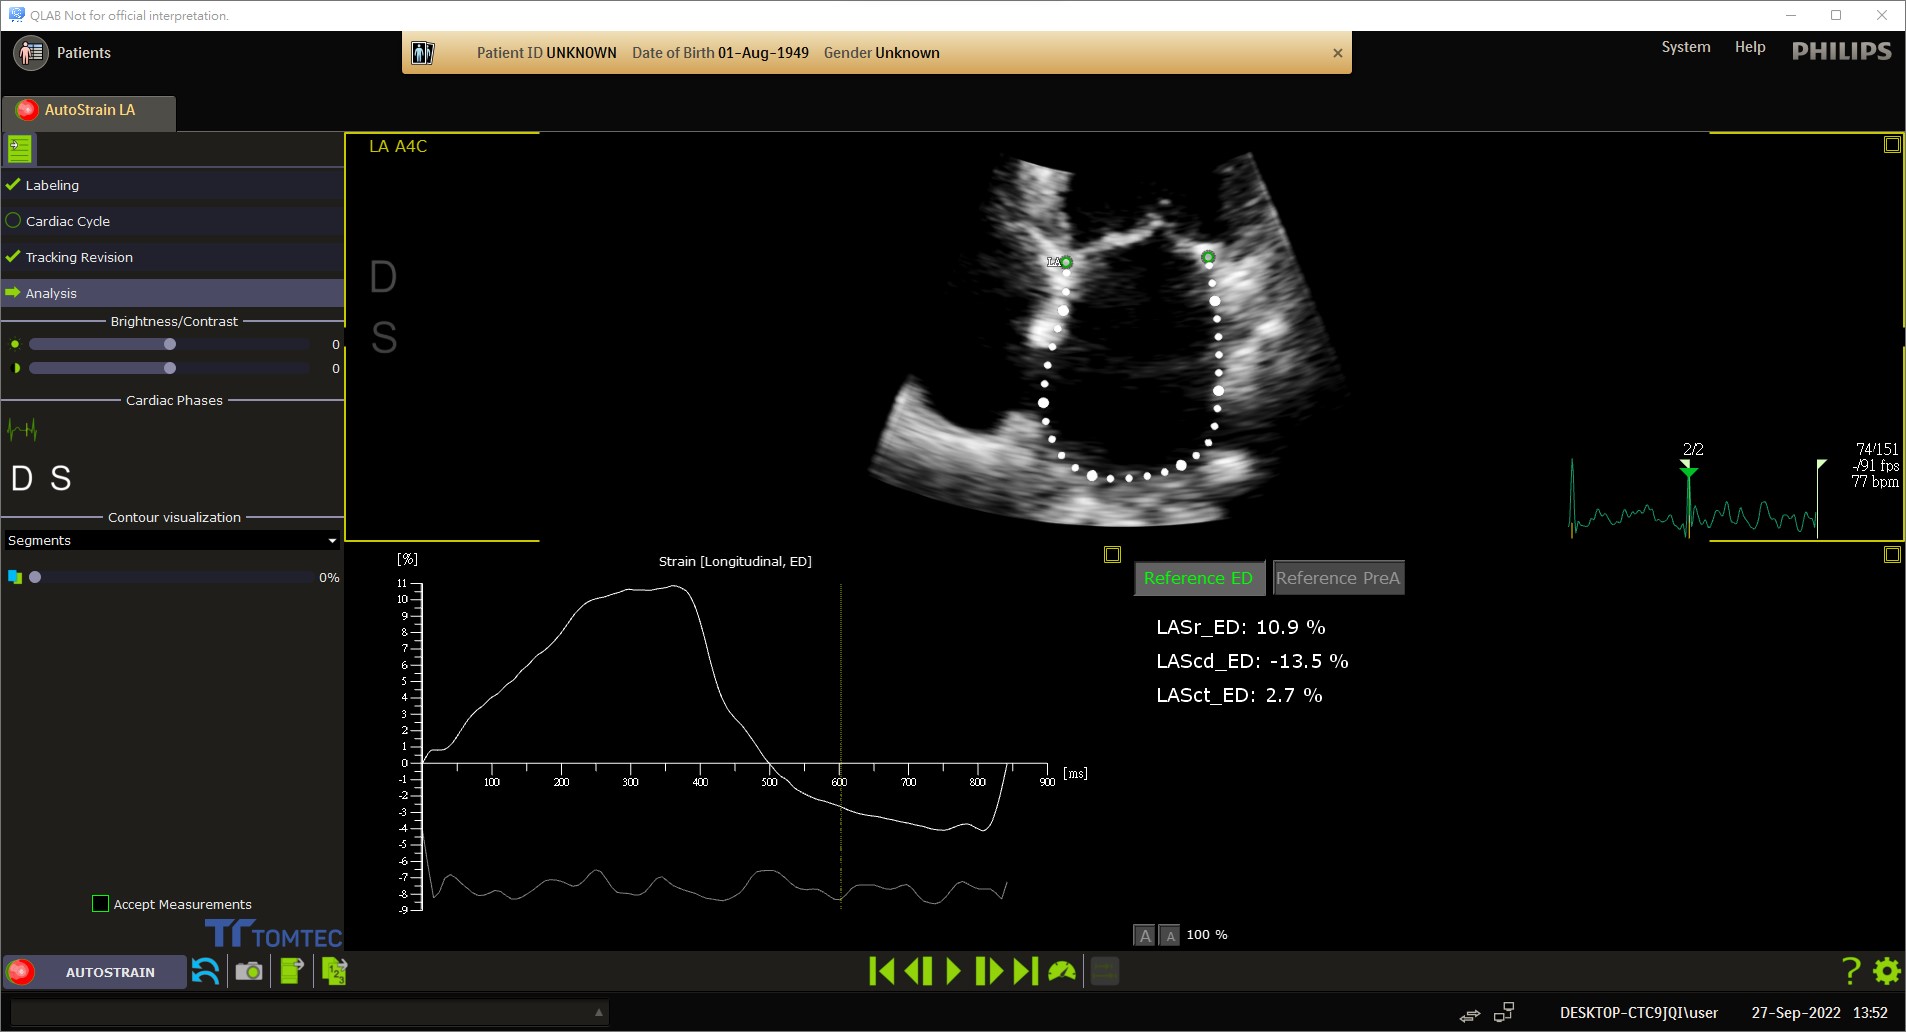 QLAB Not for official interpretation.
Patients
Patient ID UNKNOWN Date of Birth 01-Aug-1949 Gender Unknown
System Help PHILIPS
AutoStrain LA
Labeling
Cardiac Cycle
Tracking Revision
Analysis
Brightness/Contrast
0
0
Cardiac Phases
D S
Contour visualization
Segments
0%
Accept Measurements
TOMTEC
LA A4C
D
S
LA
2/2
74/151
-/91 fps
77 bpm
[%]
Strain [Longitudinal, ED]
11
10
9
8
7
6
5
4
3
2
1
0
-1
-2
-3
-4
-5
-6
-7
-8
-9
100 200 300 400 500 600 700 800 900 [ms]
Reference ED Reference PreA
LASr_ED: 10.9 %
LAScd_ED: -13.5 %
LASct_ED: 2.7 %
A A 100 %
AUTOSTRAIN
1 2 3
?
DESKTOP-CTC9JQI\user 27-Sep-2022 13:52